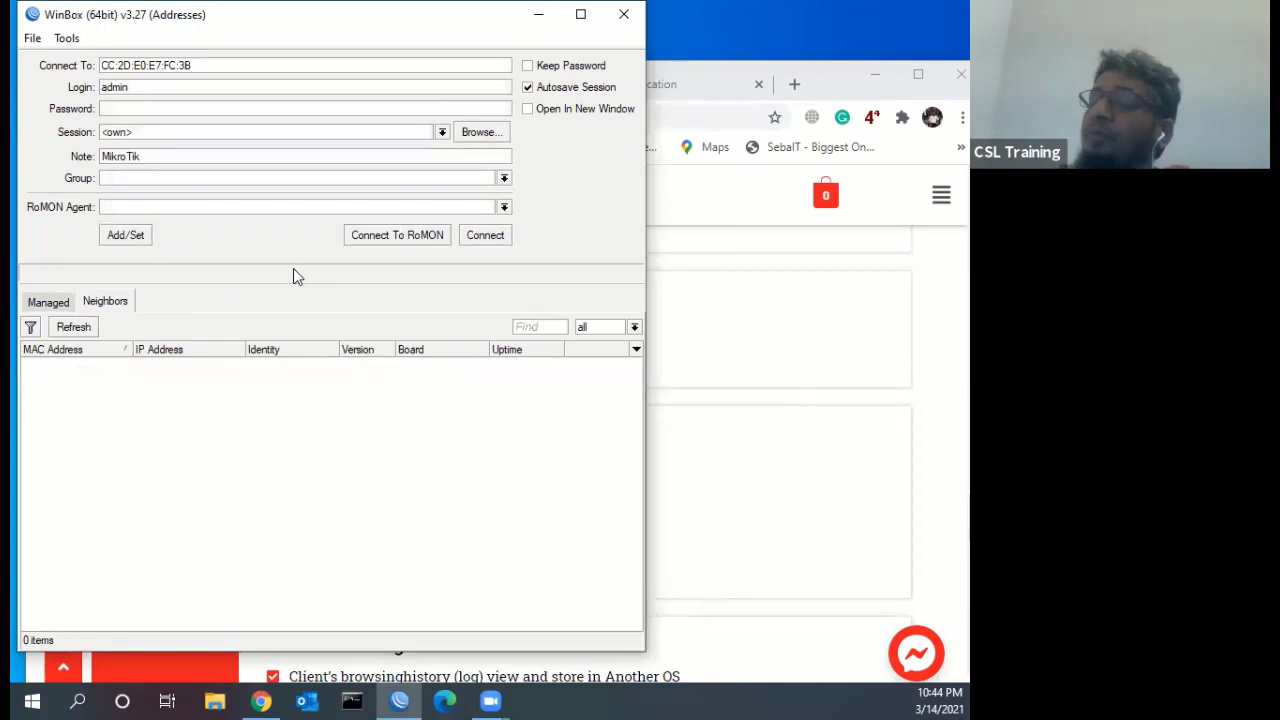 WinBox (64bit) v3.27 (Addresses)
File Tools
Connect To: CC:2D:E0:E7:FC:3B
Keep Password
Login: admin
Autosave Session
Password:
Open In New Window
Session: <own>
Browse...
Note: MikroTik
Group:
RoMON Agent:
Add/Set Connect To RoMON Connect
Managed Neighbors
Refresh Find all
MAC Address IP Address Identity Version Board Uptime
0 items
cation
4⁴
e... Maps SebaIT - Biggest On... »
0
Client's browsinghistory (log) view and store in Another OS
CSL Training
10:44 PM
3/14/2021